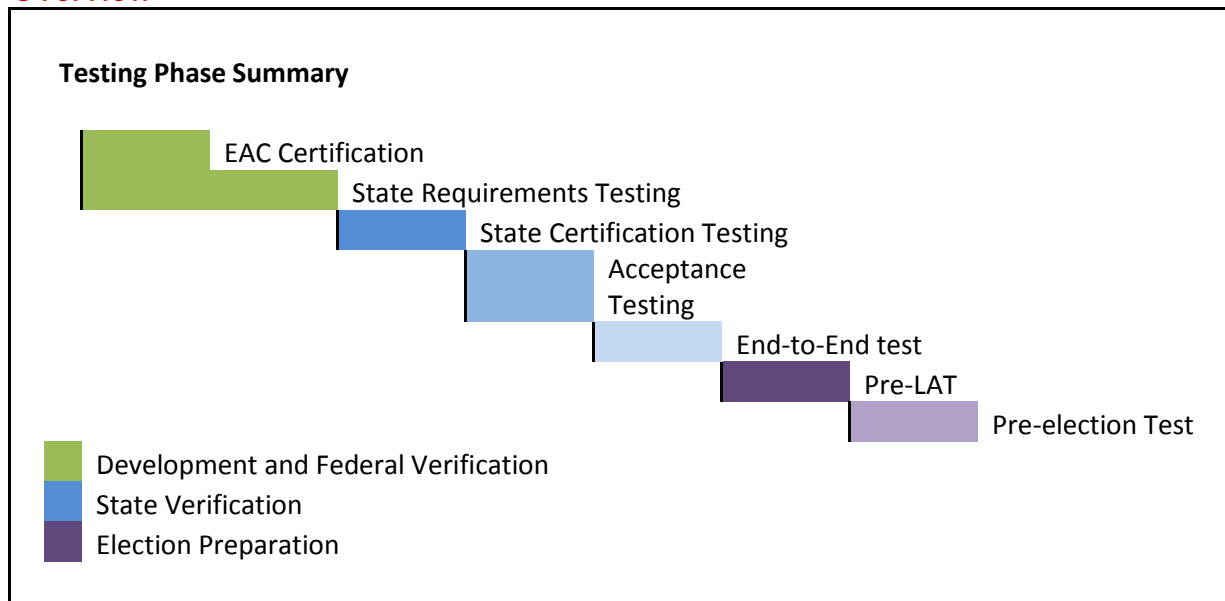 Testing Phase Summary
EAC Certification
State Requirements Testing
State Certification Testing
Acceptance
Testing
End-to-End test
Pre-LAT
Pre-election Test
Development and Federal Verification
State Verification
Election Preparation